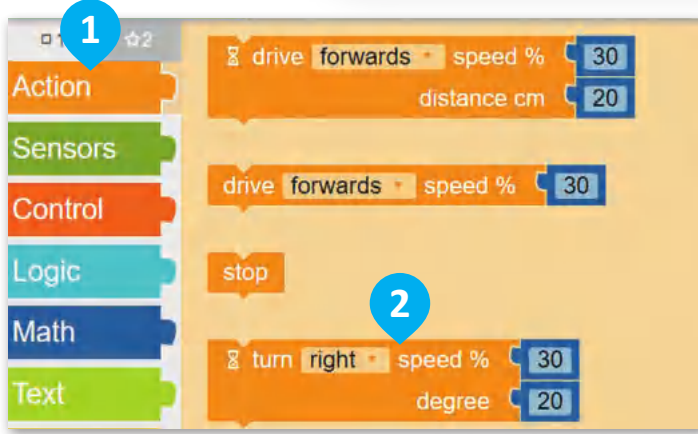 1
☆2
Action
Sensors
Control
Logic
Math
Text
drive forwards speed % 30
distance cm 20
drive forwards speed % 30
stop
2
turn right speed % 30
degree 20